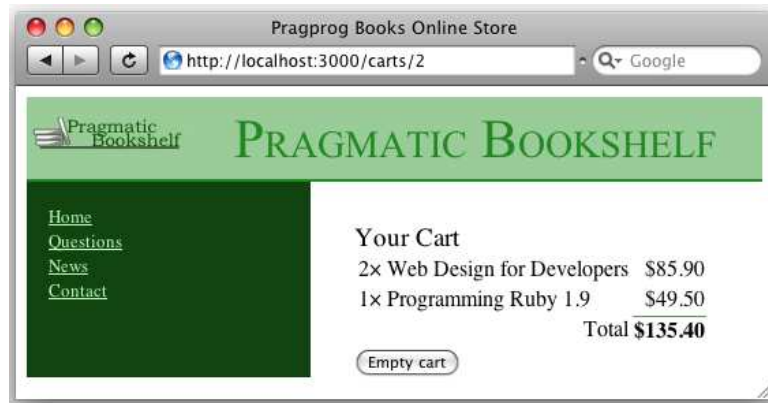 Pragprog Books Online Store
http://localhost:3000/carts/2
Google
Pragmatic
Bookshelf
PRAGMATIC BOOKSHELF
Home
Questions
News
Contact
Your Cart
2× Web Design for Developers $85.90
1× Programming Ruby 1.9 $49.50
Total $135.40
Empty cart